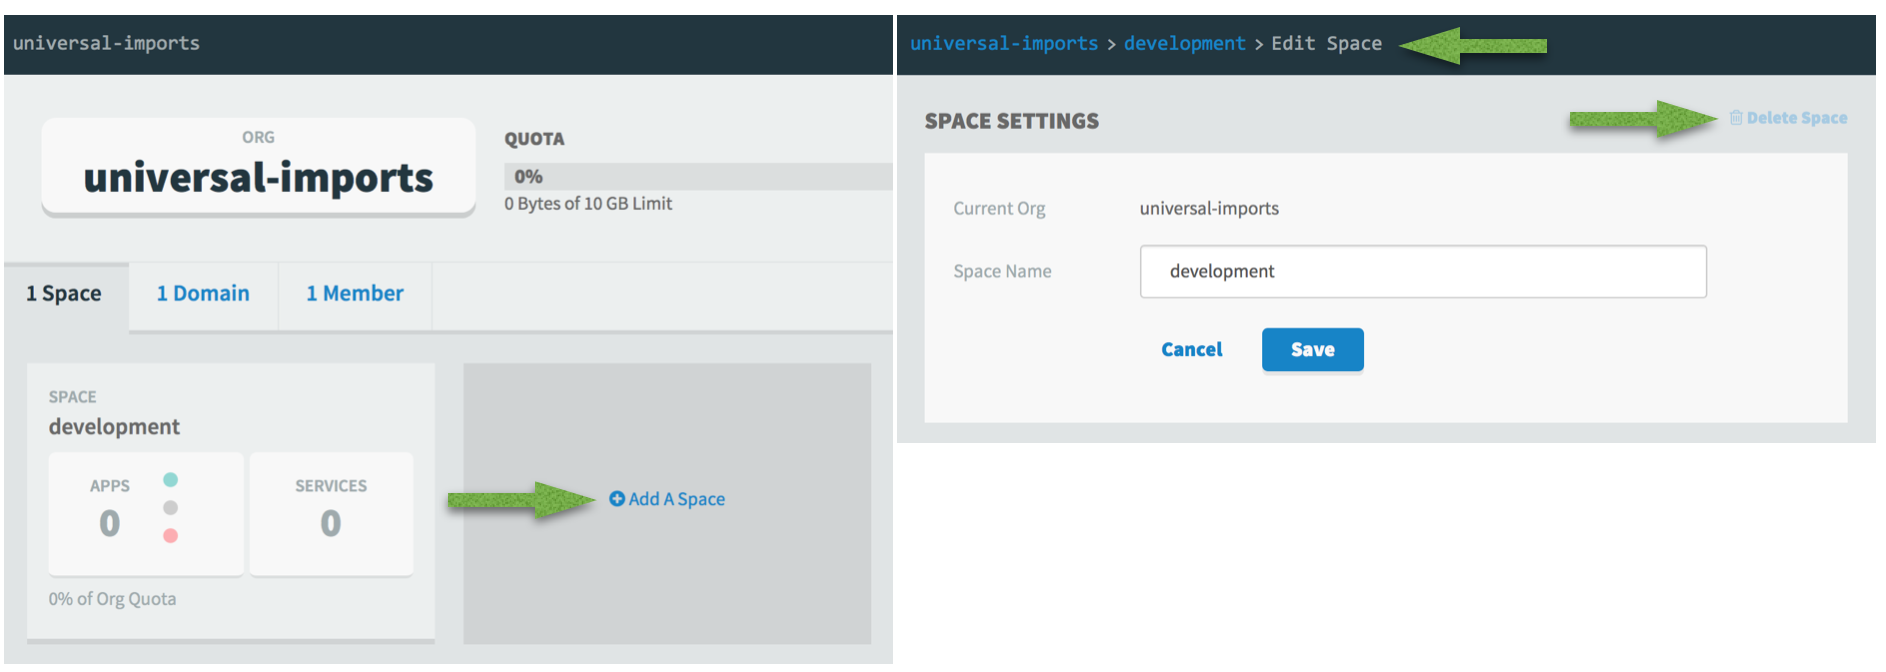 universal-imports
ORG
universal-imports
QUOTA
0%
0 Bytes of 10 GB Limit
1 Space
1 Domain
1 Member
SPACE
development
APPS
0
SERVICES
0
0% of Org Quota
Add A Space
universal-imports > development > Edit Space
SPACE SETTINGS
Delete Space
Current Org
universal-imports
Space Name
development
Cancel
Save